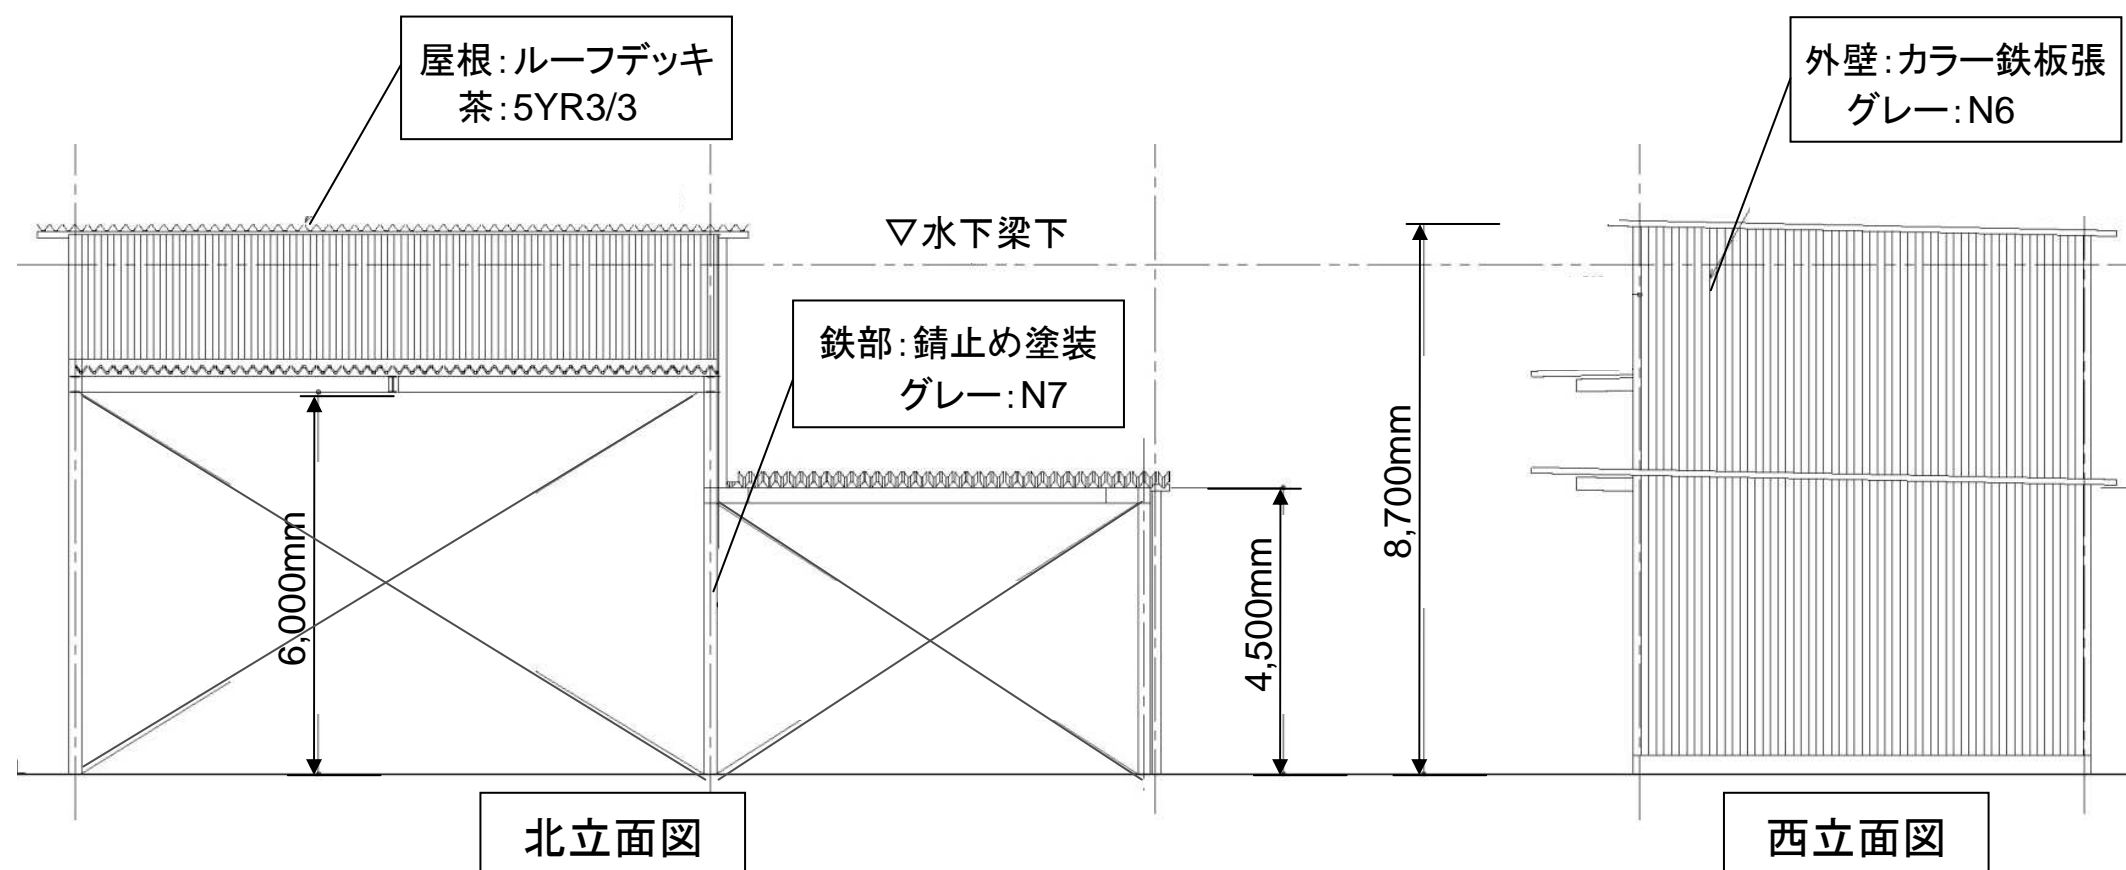 屋根:ルーフデッキ
茶:5YR3/3
外壁:カラー鉄板張
グレー:N6
▽水下梁下
鉄部:錆止め塗装
グレー:N7
6,000mm
4,500mm
8,700mm
北立面図
西立面図